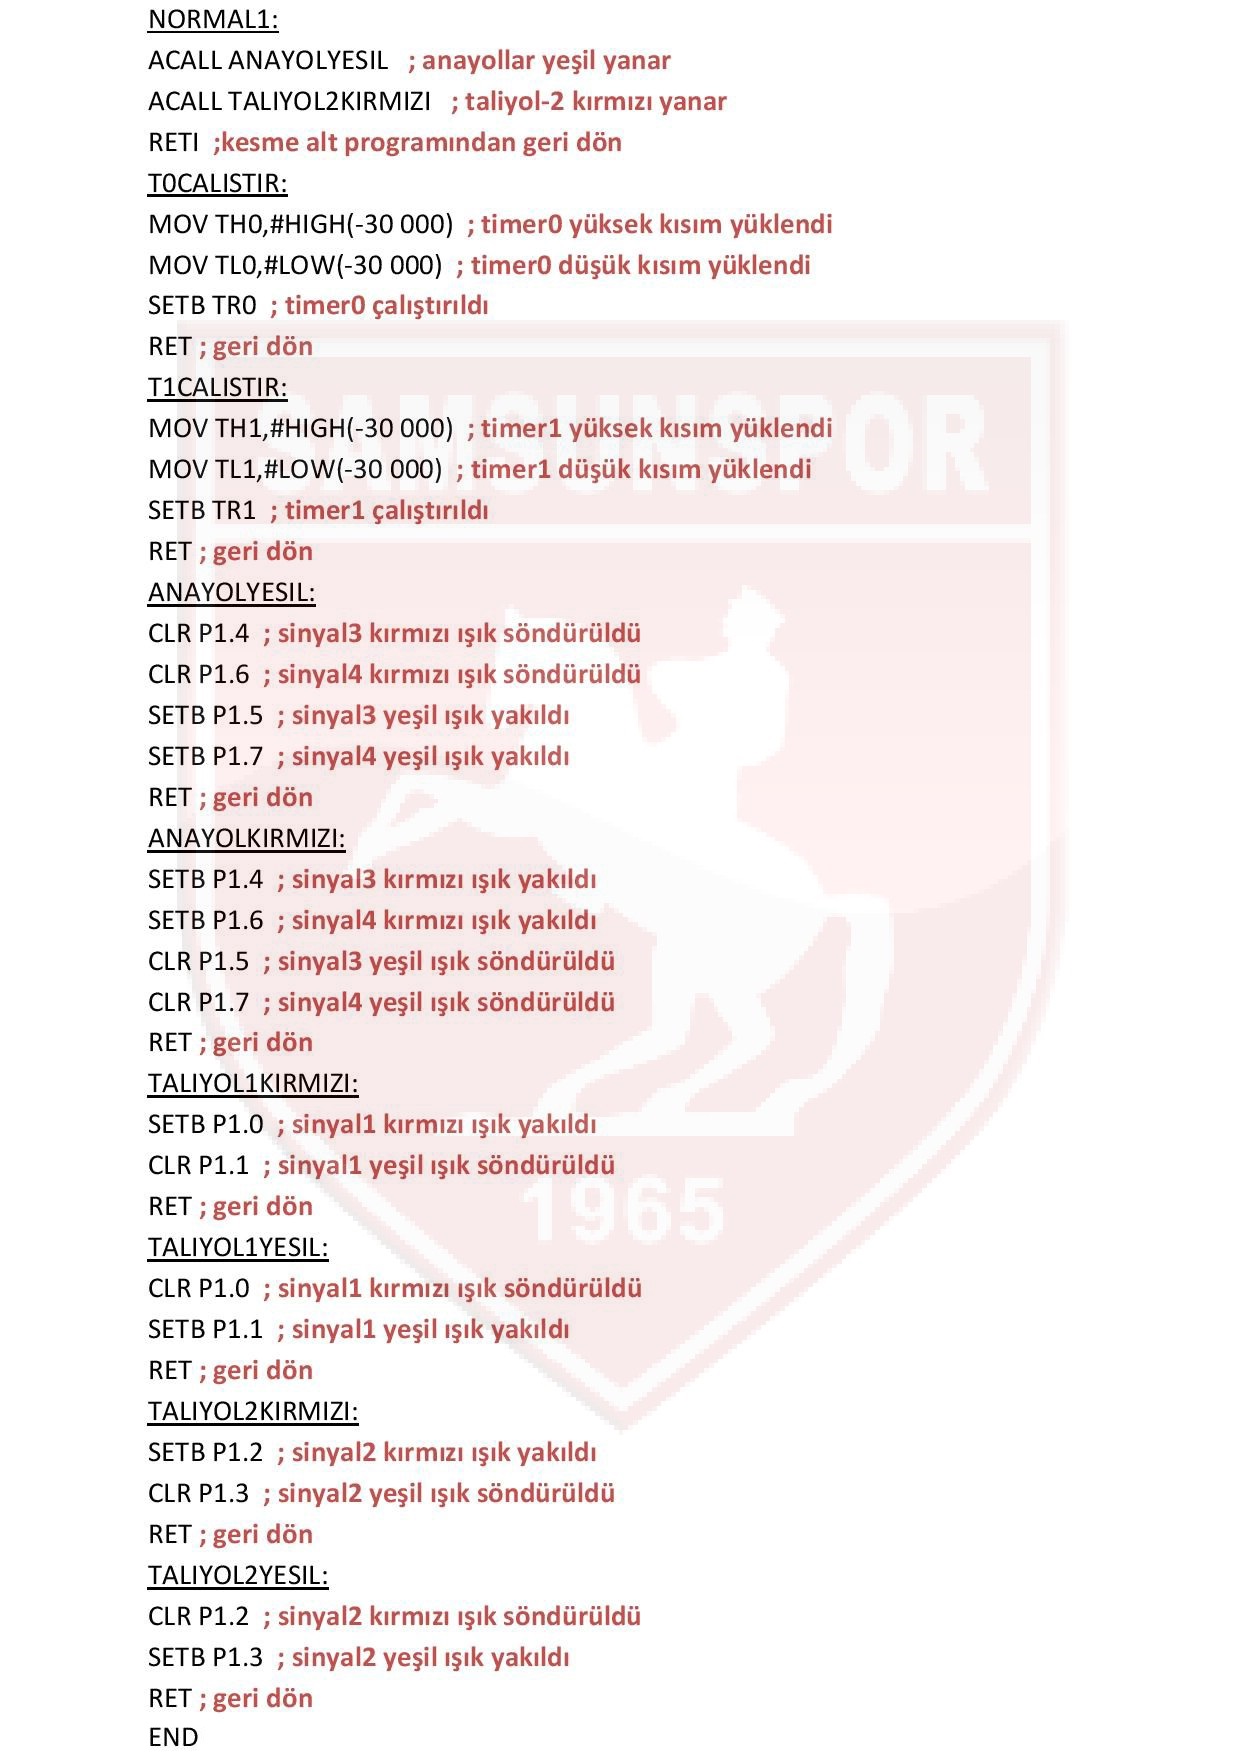 NORMAL1:
ACALL ANAYOLYESIL ; anayollar yeşil yanar
ACALL TALIYOL2KIRMIZI ; taliyol-2 kırmızı yanar
RETI ;kesme alt programından geri dön
T0CALISTIR:
MOV TH0,#HIGH(-30 000) ; timer0 yüksek kısım yüklendi
MOV TL0,#LOW(-30 000) ; timer0 düşük kısım yüklendi
SETB TR0 ; timer0 çalıştırıldı
RET ; geri dön
T1CALISTIR:
MOV TH1,#HIGH(-30 000) ; timer1 yüksek kısım yüklendi
SAMSUNSPOR
MOV TL1,#LOW(-30 000) ; timer1 düşük kısım yüklendi
SETB TR1 ; timer1 çalıştırıldı
RET ; geri dön
ANAYOLYESIL:
CLR P1.4 ; sinyal3 kırmızı ışık söndürüldü
CLR P1.6 ; sinyal4 kırmızı ışık söndürüldü
SETB P1.5 ; sinyal3 yeşil ışık yakıldı
SETB P1.7 ; sinyal4 yeşil ışık yakıldı
RET ; geri dön
ANAYOLKIRMIZI:
SETB P1.4 ; sinyal3 kırmızı ışık yakıldı
SETB P1.6 ; sinyal4 kırmızı ışık yakıldı
CLR P1.5 ; sinyal3 yeşil ışık söndürüldü
CLR P1.7 ; sinyal4 yeşil ışık söndürüldü
RET ; geri dön
TALIYOL1KIRMIZI:
SETB P1.0 ; sinyal1 kırmızı ışık yakıldı
CLR P1.1 ; sinyal1 yeşil ışık söndürüldü
RET ; geri dön
1965
TALIYOL1YESIL:
CLR P1.0 ; sinyal1 kırmızı ışık söndürüldü
SETB P1.1 ; sinyal1 yeşil ışık yakıldı
RET ; geri dön
TALIYOL2KIRMIZI:
SETB P1.2 ; sinyal2 kırmızı ışık yakıldı
CLR P1.3 ; sinyal2 yeşil ışık söndürüldü
RET ; geri dön
TALIYOL2YESIL:
CLR P1.2 ; sinyal2 kırmızı ışık söndürüldü
SETB P1.3 ; sinyal2 yeşil ışık yakıldı
RET ; geri dön
END